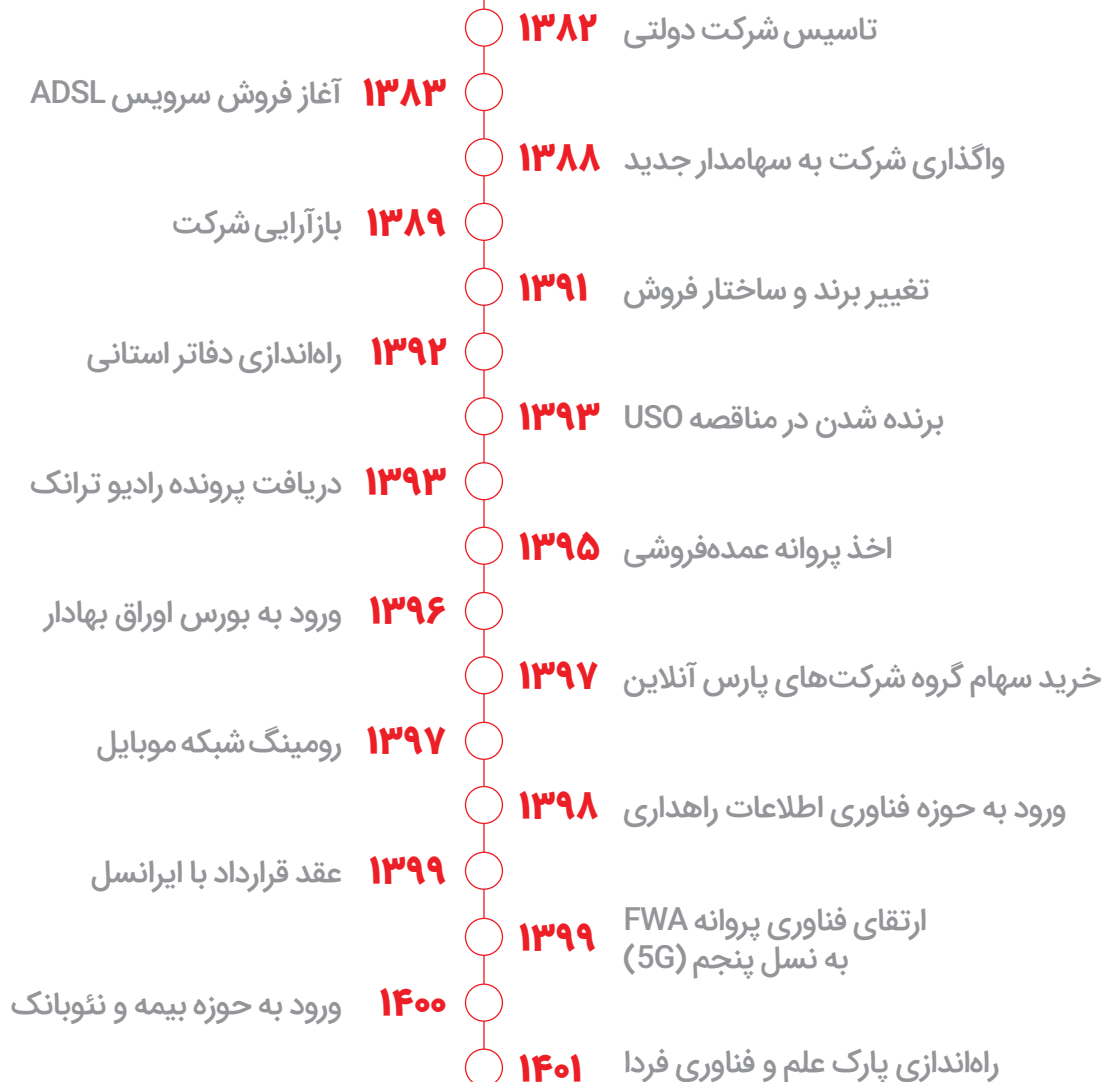 ۱۳۸۲ تاسیس شرکت دولتی
۱۳۸۳ آغاز فروش سرویس ADSL
۱۳۸۸ واگذاری شرکت به سهامدار جدید
۱۳۸۹ بازآرایی شرکت
۱۳۹۱ تغییر برند و ساختار فروش
۱۳۹۲ راه‌اندازی دفاتر استانی
۱۳۹۳ برنده شدن در مناقصه USO
۱۳۹۳ دریافت پرونده رادیو ترانک
۱۳۹۵ اخذ پروانه عمده‌فروشی
۱۳۹۶ ورود به بورس اوراق بهادار
۱۳۹۷ خرید سهام گروه شرکت‌های پارس آنلاین
۱۳۹۷ رومینگ شبکه موبایل
۱۳۹۸ ورود به حوزه فناوری اطلاعات راهداری
۱۳۹۹ عقد قرارداد با ایرانسل
۱۳۹۹ ارتقای فناوری پروانه FWA
به نسل پنجم (5G)
۱۴۰۰ ورود به حوزه بیمه و نئوبانک
۱۴۰۱ راه‌اندازی پارک علم و فناوری فردا